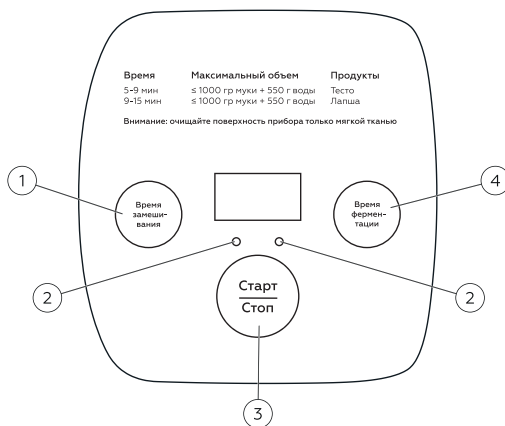 Время Максимальный объем Продукты
5-9 мин ≤ 1000 гр муки + 550 г воды Тесто
9-15 мин ≤ 1000 гр муки + 550 г воды Лапша
Внимание: очищайте поверхность прибора только мягкой тканью
1
4
Время
замеши-
вания
Время
фермен-
тации
2
2
Старт
Стоп
3